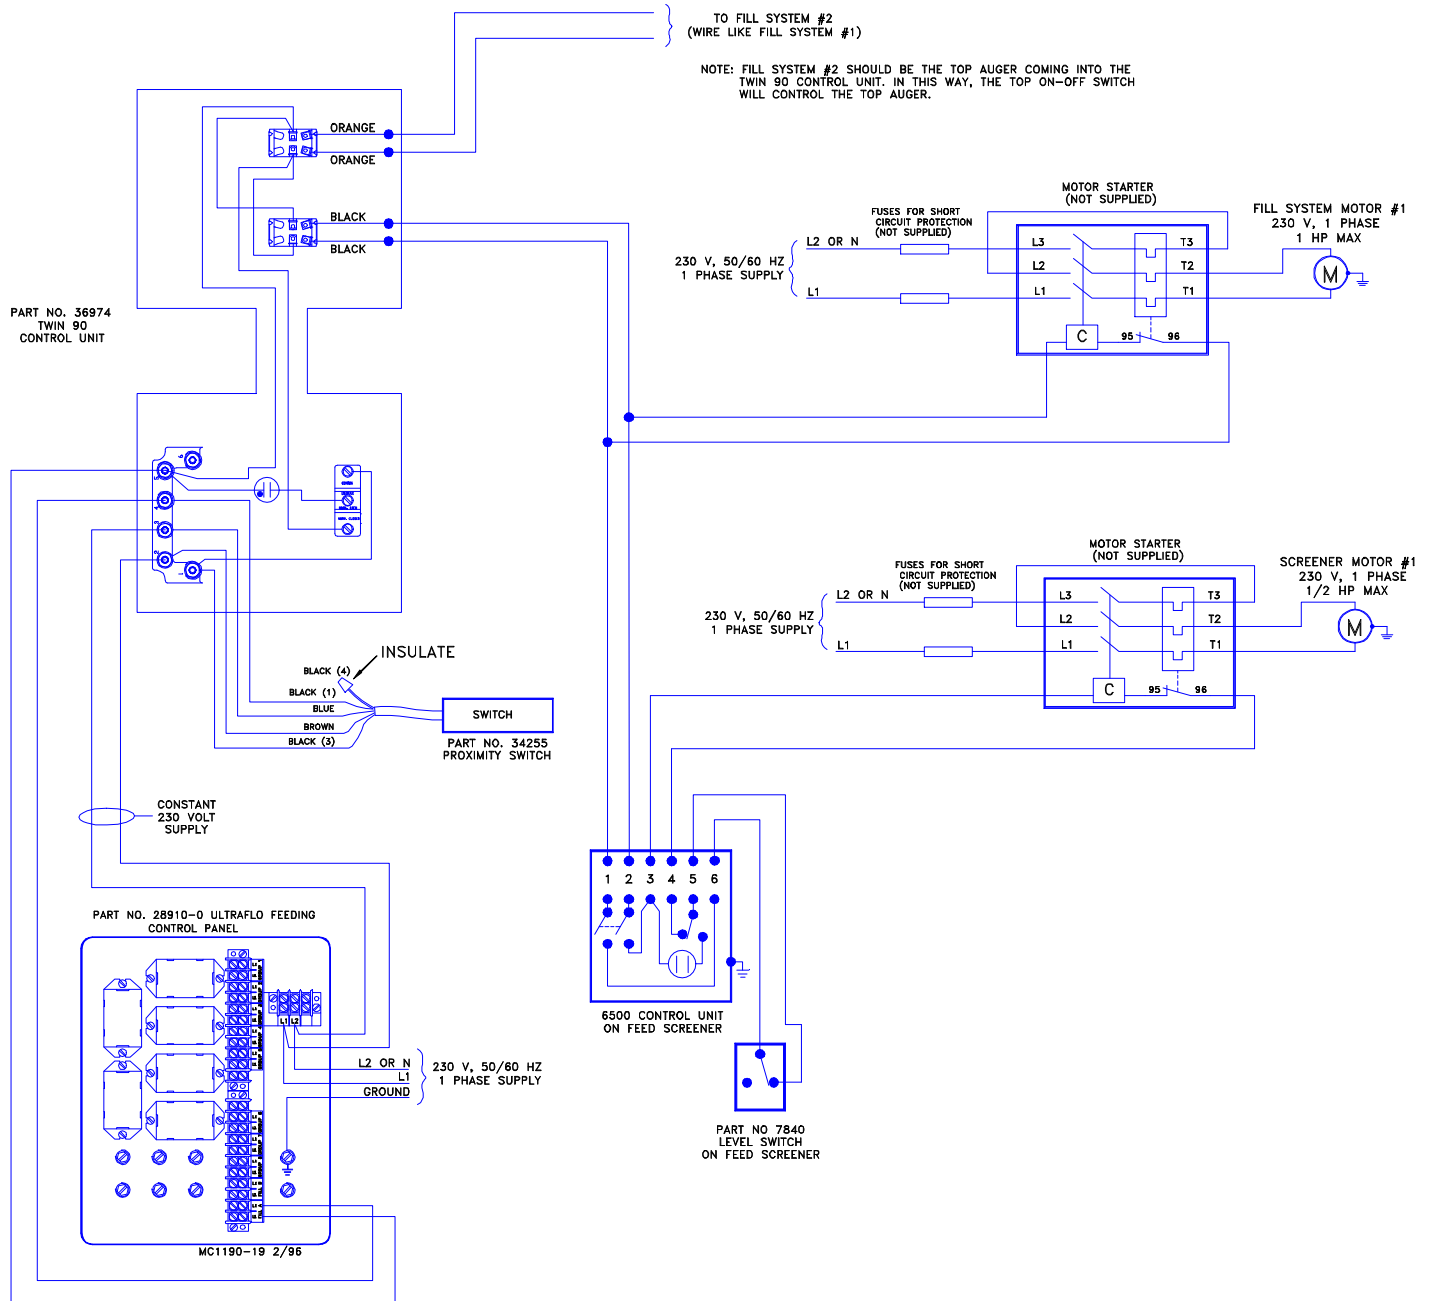 TO FILL SYSTEM #2
(WIRE LIKE FILL SYSTEM #1)
NOTE: FILL SYSTEM #2 SHOULD BE THE TOP AUGER COMING INTO THE
TWIN 90 CONTROL UNIT. IN THIS WAY, THE TOP ON-OFF SWITCH
WILL CONTROL THE TOP AUGER.
ORANGE
ORANGE
BLACK
BLACK
PART NO. 36974
TWIN 90
CONTROL UNIT
MOTOR STARTER
(NOT SUPPLIED)
FUSES FOR SHORT
CIRCUIT PROTECTION
(NOT SUPPLIED)
FILL SYSTEM MOTOR #1
230 V, 1 PHASE
1 HP MAX
230 V, 50/60 HZ
1 PHASE SUPPLY
L2 OR N
L1
L3
L2
L1
T3
T2
T1
C
95
96
M
MOTOR STARTER
(NOT SUPPLIED)
FUSES FOR SHORT
CIRCUIT PROTECTION
(NOT SUPPLIED)
SCREENER MOTOR #1
230 V, 1 PHASE
1/2 HP MAX
230 V, 50/60 HZ
1 PHASE SUPPLY
L2 OR N
L1
L3
L2
L1
T3
T2
T1
C
95
96
M
INSULATE
BLACK (4)
BLACK (1)
BLUE
BROWN
BLACK (3)
SWITCH
PART NO. 34255
PROXIMITY SWITCH
CONSTANT
230 VOLT
SUPPLY
1 2 3 4 5 6
6500 CONTROL UNIT
ON FEED SCREENER
PART NO 7840
LEVEL SWITCH
ON FEED SCREENER
PART NO. 28910-0 ULTRAFLO FEEDING
CONTROL PANEL
L1 L2
L2 OR N
L1
GROUND
230 V, 50/60 HZ
1 PHASE SUPPLY
MC1190-19 2/96